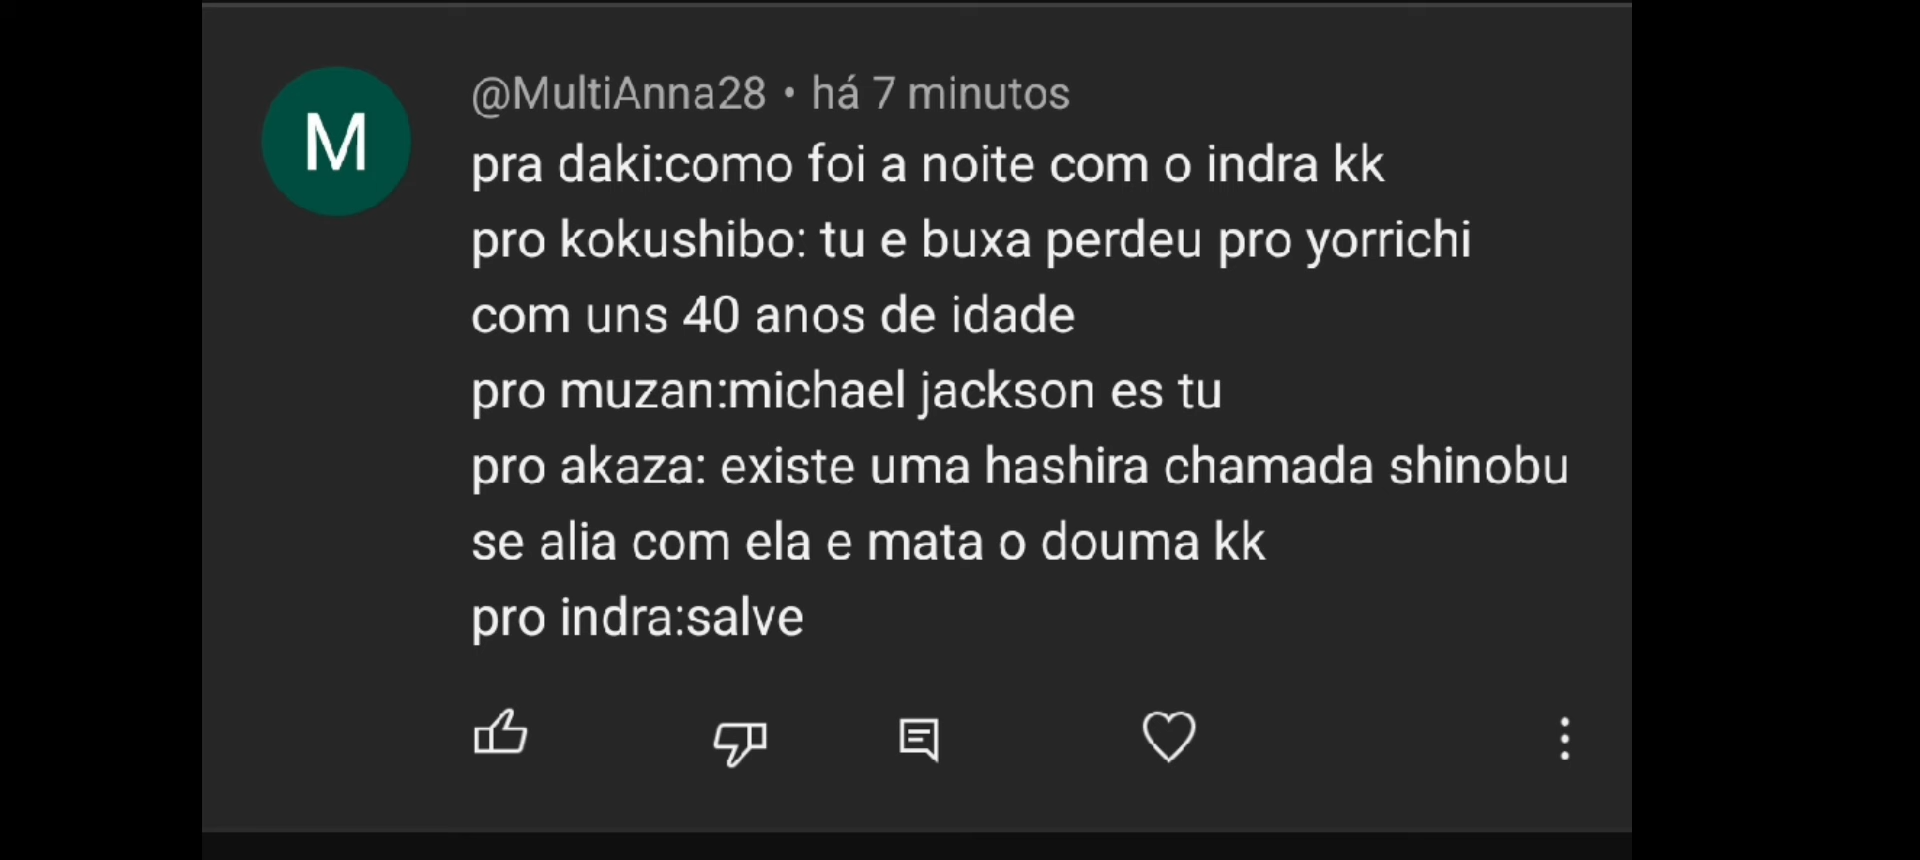 M
@MultiAnna28 • há 7 minutos
pra daki:como foi a noite com o indra kk
pro kokushibo: tu e buxa perdeu pro yorrichi
com uns 40 anos de idade
pro muzan:michael jackson es tu
pro akaza: existe uma hashira chamada shinobu
se alia com ela e mata o douma kk
pro indra:salve